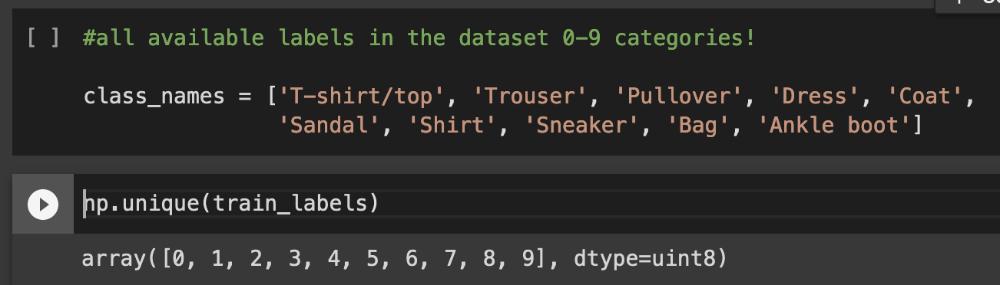 [ ] #all available labels in the dataset 0-9 categories!
class_names = ['T-shirt/top', 'Trouser', 'Pullover', 'Dress', 'Coat',
'Sandal', 'Shirt', 'Sneaker', 'Bag', 'Ankle boot']
np.unique(train_labels)
array([0, 1, 2, 3, 4, 5, 6, 7, 8, 9], dtype=uint8)